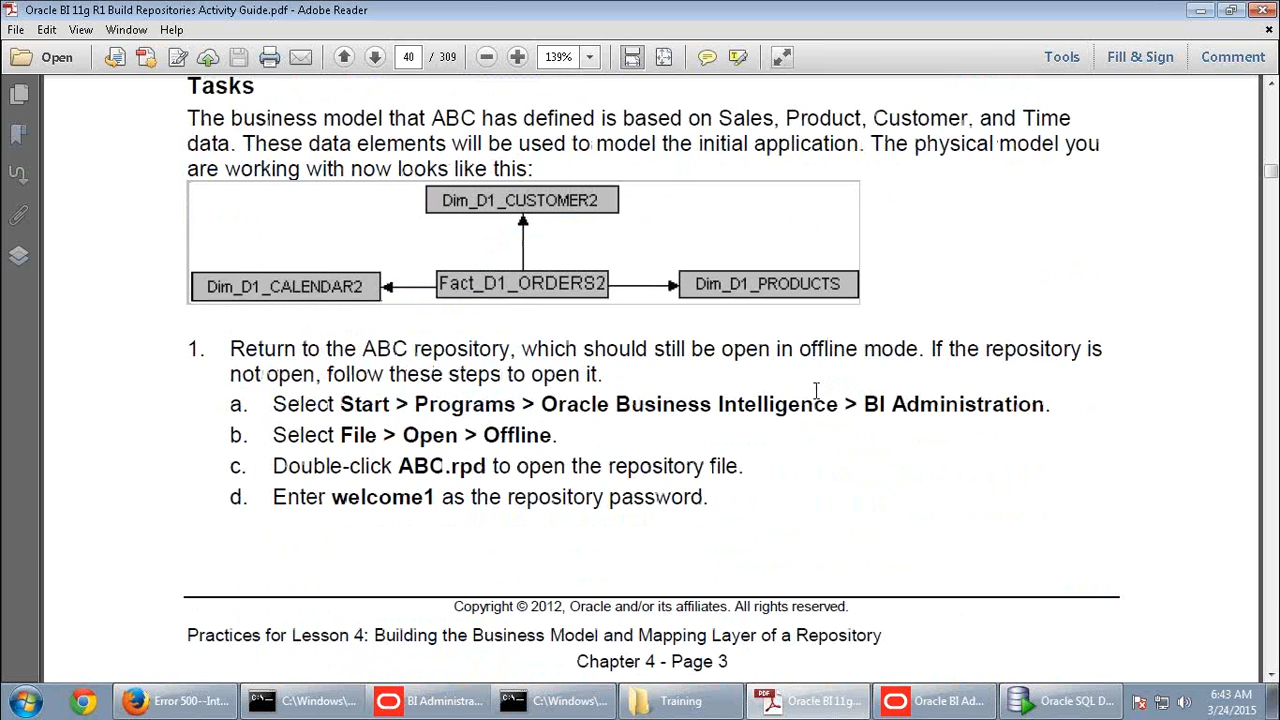 Oracle BI 11g R1 Build Repositories Activity Guide.pdf - Adobe Reader
File Edit View Window Help
Open 40 / 309 139% Tools Fill & Sign Comment
Tasks
The business model that ABC has defined is based on Sales, Product, Customer, and Time
data. These data elements will be used to model the initial application. The physical model you
are working with now looks like this:
Dim_D1_CUSTOMER2
Dim_D1_CALENDAR2 Fact_D1_ORDERS2 Dim_D1_PRODUCTS
1. Return to the ABC repository, which should still be open in offline mode. If the repository is
not open, follow these steps to open it.
a. Select Start > Programs > Oracle Business Intelligence > BI Administration.
b. Select File > Open > Offline.
c. Double-click ABC.rpd to open the repository file.
d. Enter welcome1 as the repository password.
Copyright © 2012, Oracle and/or its affiliates. All rights reserved.
Practices for Lesson 4: Building the Business Model and Mapping Layer of a Repository
Chapter 4 - Page 3
Error 500--Int... C:\Windows\... BI Administra... C:\Windows\... Training PDF Oracle BI 11g... Oracle BI Ad... Oracle SQL D... 6:43 AM
3/24/2015